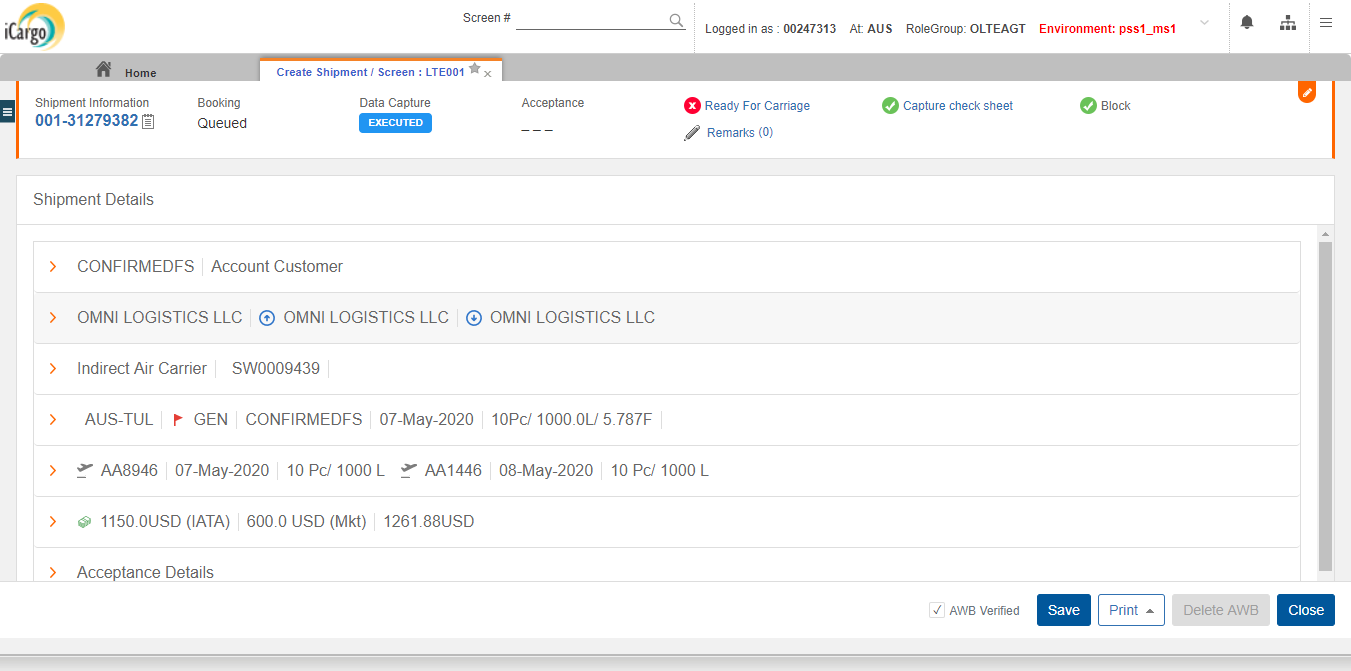 iCargo
Screen #
Logged in as : 00247313 At: AUS RoleGroup: OLTEAGT Environment: pss1_ms1
Home
Create Shipment / Screen : LTE001
Shipment Information
001-31279382
Booking
Queued
Data Capture
EXECUTED
Acceptance
_ _ _
Ready For Carriage
Remarks (0)
Capture check sheet
Block
Shipment Details
CONFIRMEDFS Account Customer
OMNI LOGISTICS LLC OMNI LOGISTICS LLC OMNI LOGISTICS LLC
Indirect Air Carrier SW0009439
AUS-TUL GEN CONFIRMEDFS 07-May-2020 10Pc/ 1000.0L/ 5.787F
AA8946 07-May-2020 10 Pc/ 1000 L AA1446 08-May-2020 10 Pc/ 1000 L
1150.0USD (IATA) 600.0 USD (Mkt) 1261.88USD
Acceptance Details
AWB Verified Save Print Delete AWB Close